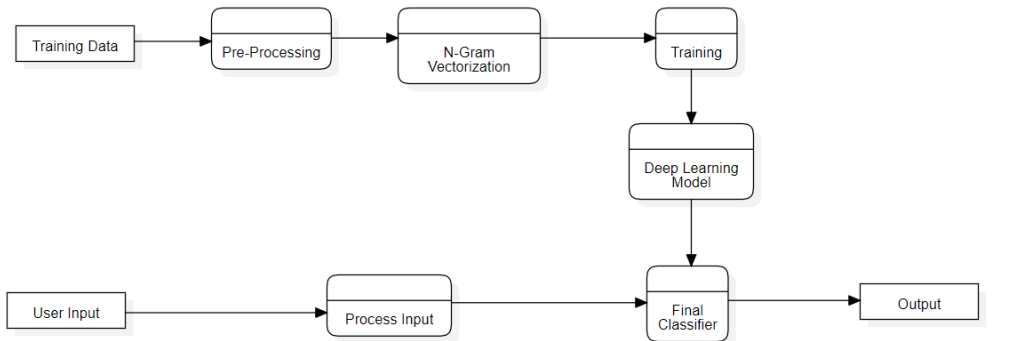 Training Data
Pre-Processing
N-Gram
Vectorization
Training
Deep Learning
Model
User Input
Process Input
Final
Classifier
Output